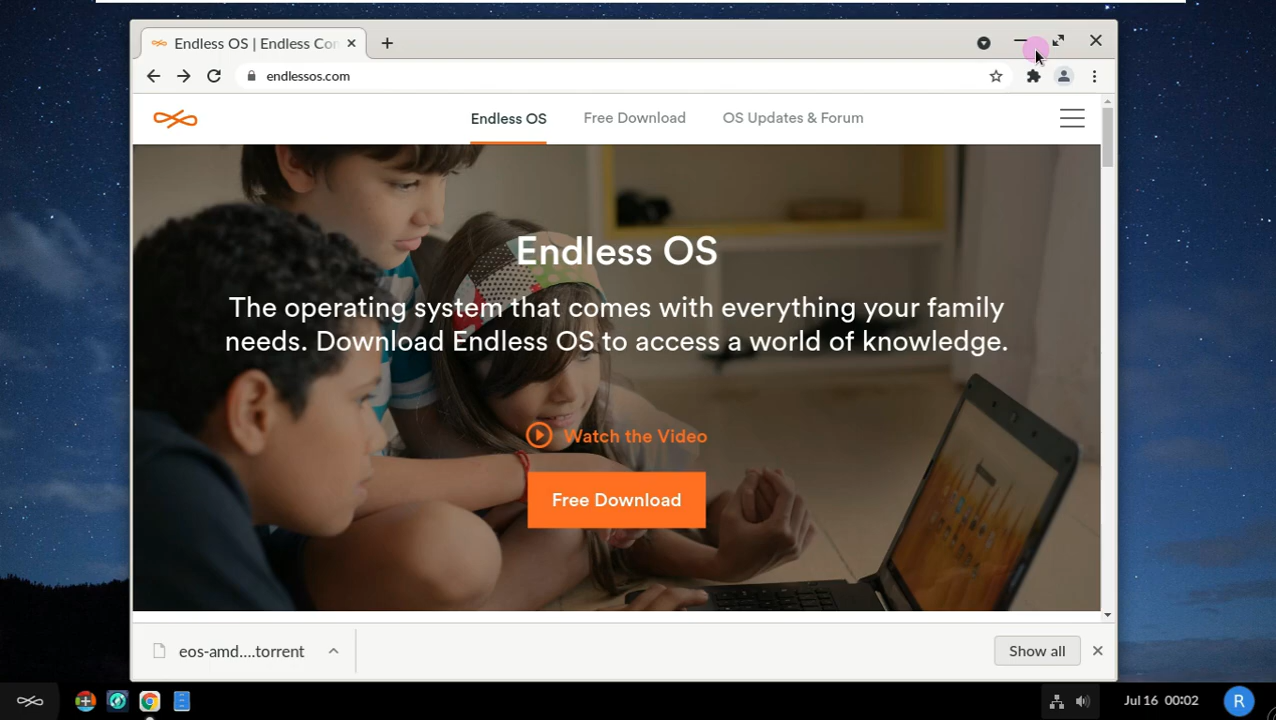 Endless OS | Endless Cor
endlessos.com
Endless OS Free Download OS Updates & Forum
Endless OS
The operating system that comes with everything your family
needs. Download Endless OS to access a world of knowledge.
Watch the Video
Free Download
eos-amd....torrent
Show all
Jul 16 00:02
R